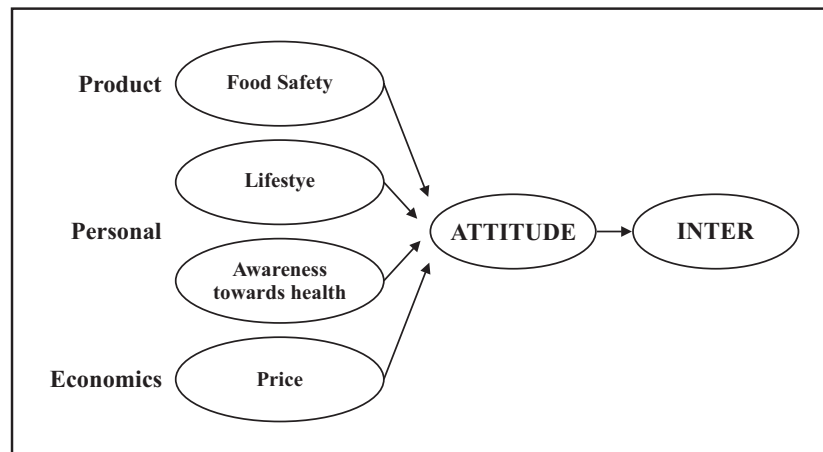 Product
Food Safety
Lifestye
Personal
Awareness
towards health
Economics
Price
ATTITUDE
INTER